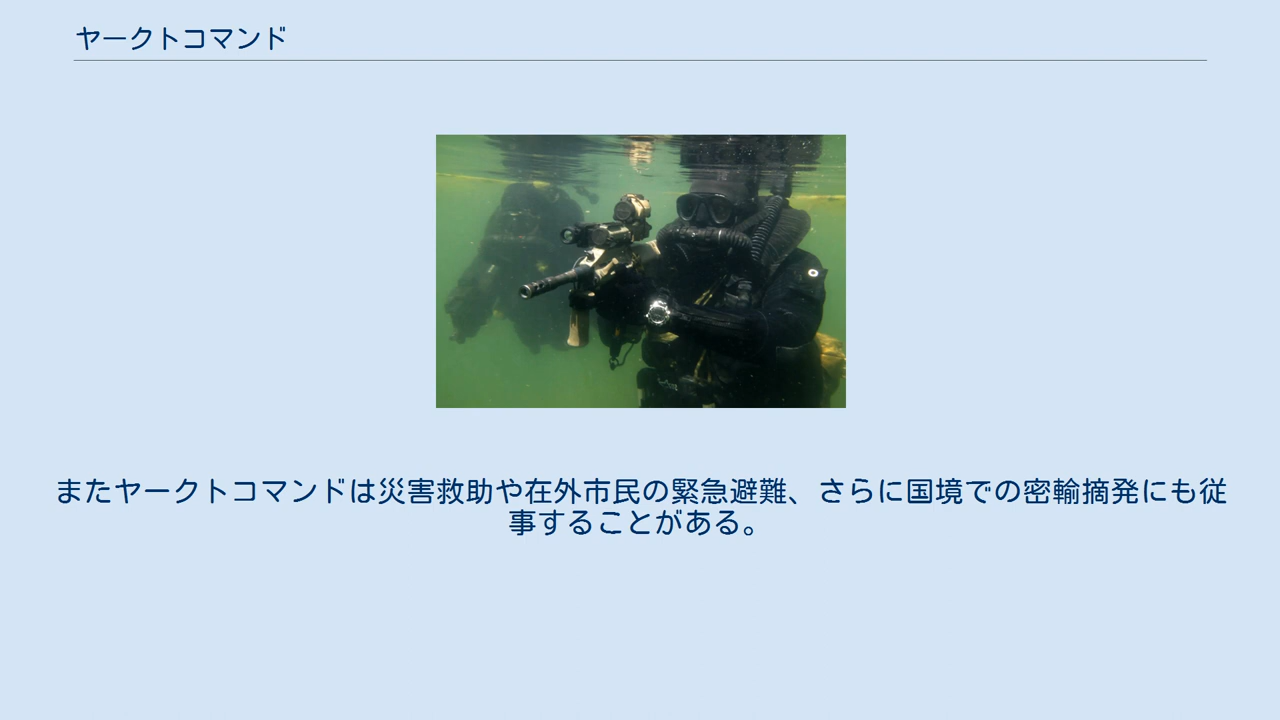 ヤークトコマンド
またヤークトコマンドは災害救助や在外市民の緊急避難、さらに国境での密輸摘発にも従
事することがある。